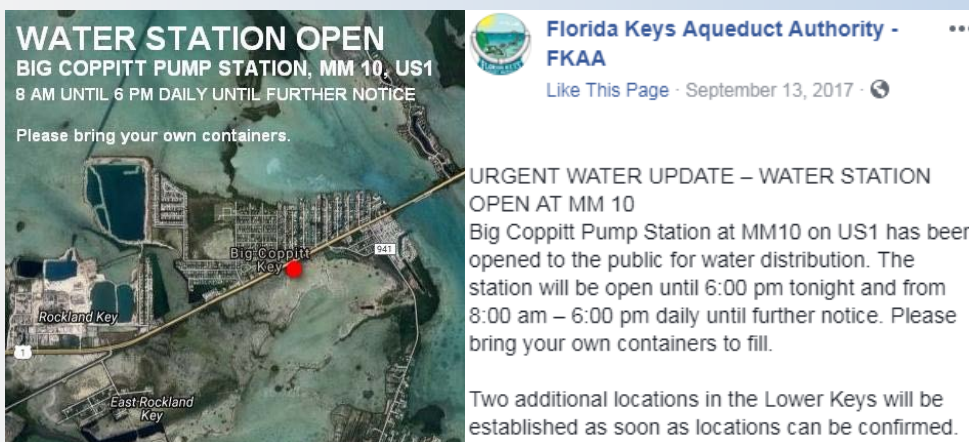 WATER STATION OPEN
BIG COPPITT PUMP STATION, MM 10, US1
8 AM UNTIL 6 PM DAILY UNTIL FURTHER NOTICE
Please bring your own containers.
Big Coppitt
Key
941
Rockland Key
1
East Rockland
Key
Florida Keys Aqueduct Authority -
FKAA
Like This Page · September 13, 2017 ·
URGENT WATER UPDATE – WATER STATION
OPEN AT MM 10
Big Coppitt Pump Station at MM10 on US1 has been
opened to the public for water distribution. The
station will be open until 6:00 pm tonight and from
8:00 am – 6:00 pm daily until further notice. Please
bring your own containers to fill.
Two additional locations in the Lower Keys will be
established as soon as locations can be confirmed.